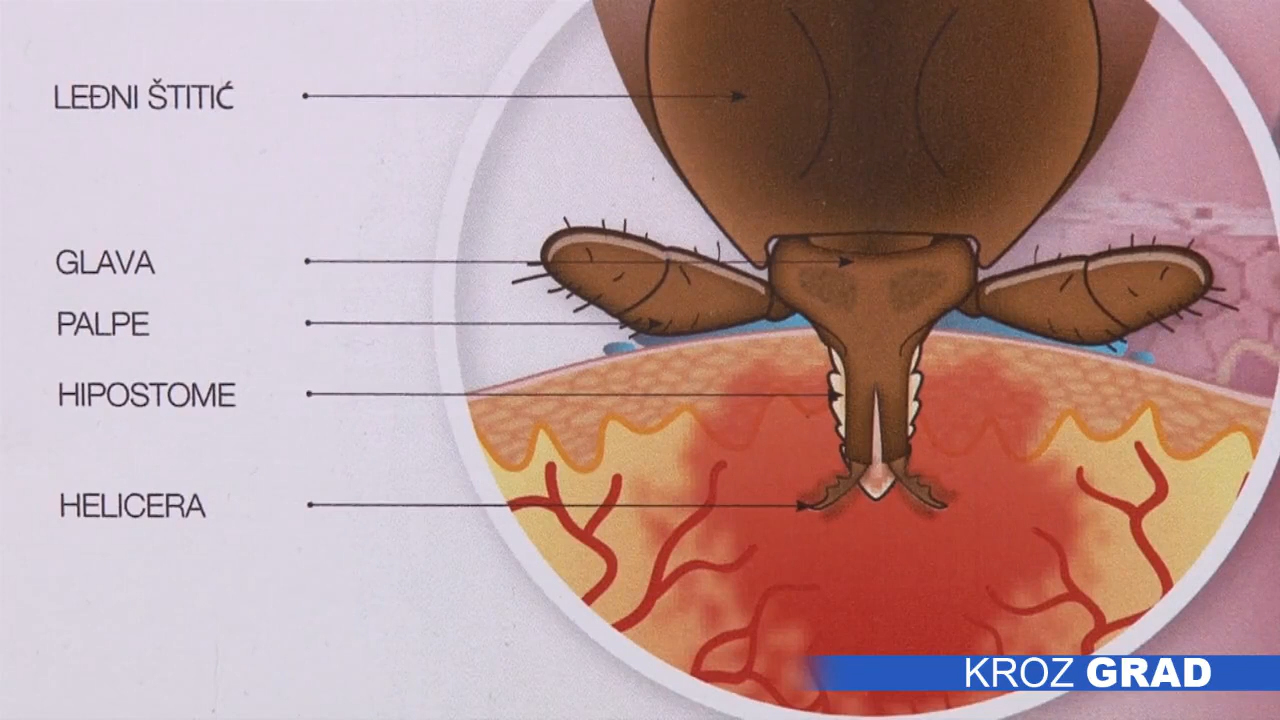 LEĐNI ŠTITIĆ
GLAVA
PALPE
HIPOSTOME
HELICERA
KROZ GRAD